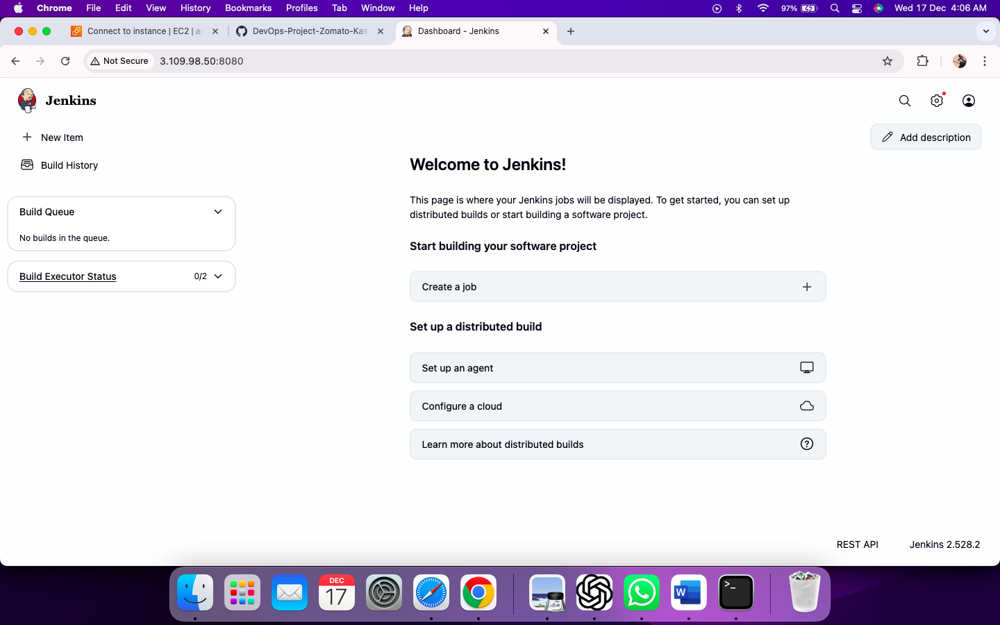 Chrome File Edit View History Bookmarks Profiles Tab Window Help 97% Wed 17 Dec 4:06 AM
Connect to instance | EC2 | ap DevOps-Project-Zomato-Kas Dashboard - Jenkins
Not Secure 3.109.98.50:8080
Jenkins
New Item
Add description
Build History
Welcome to Jenkins!
This page is where your Jenkins jobs will be displayed. To get started, you can set up
distributed builds or start building a software project.
Build Queue
No builds in the queue.
Build Executor Status 0/2
Start building your software project
Create a job
Set up a distributed build
Set up an agent
Configure a cloud
Learn more about distributed builds
REST API Jenkins 2.528.2
DEC
17
W
>_